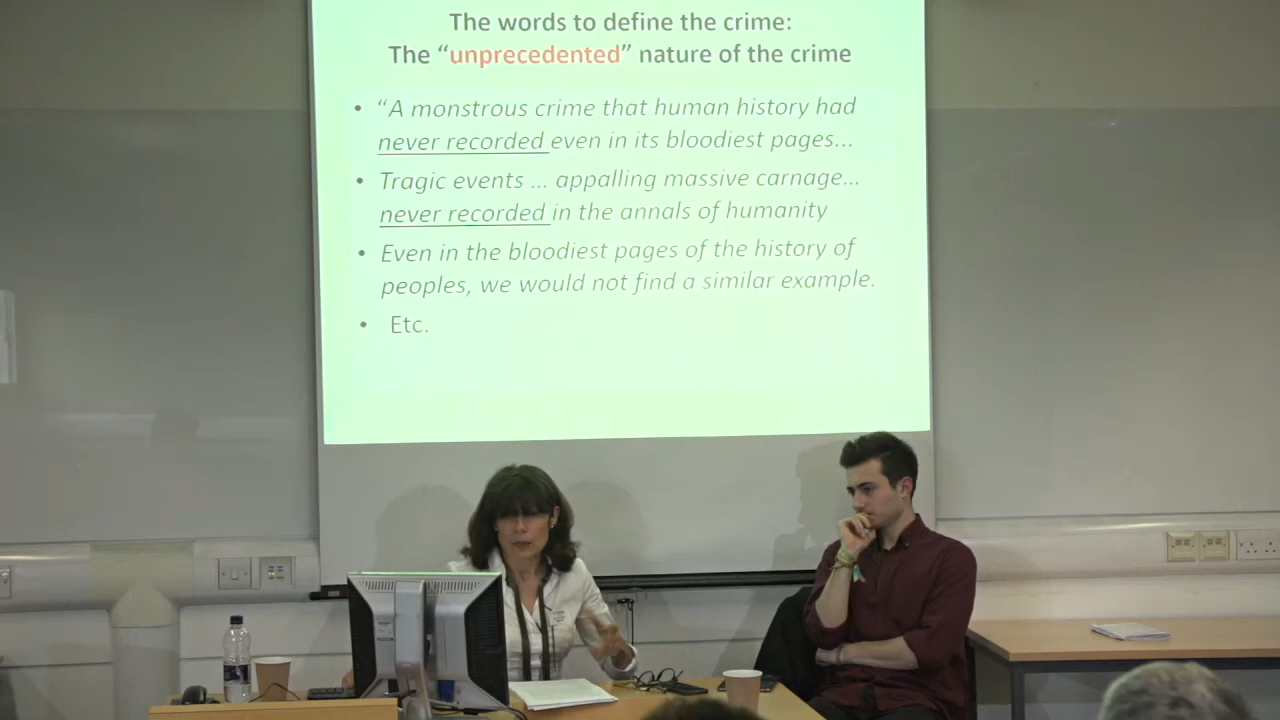 The words to define the crime:
The “unprecedented” nature of the crime
• “A monstrous crime that human history had
never recorded even in its bloodiest pages...
• Tragic events ... appalling massive carnage...
never recorded in the annals of humanity
• Even in the bloodiest pages of the history of
peoples, we would not find a similar example.
• Etc.